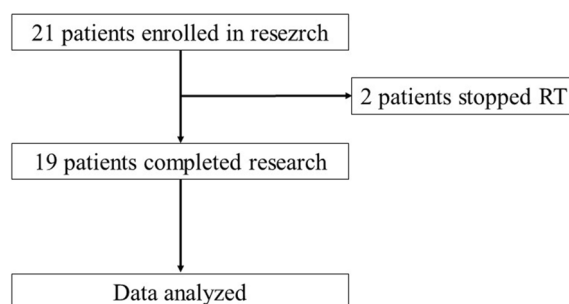 21 patients enrolled in resezrch
2 patients stopped RT
19 patients completed research
Data analyzed